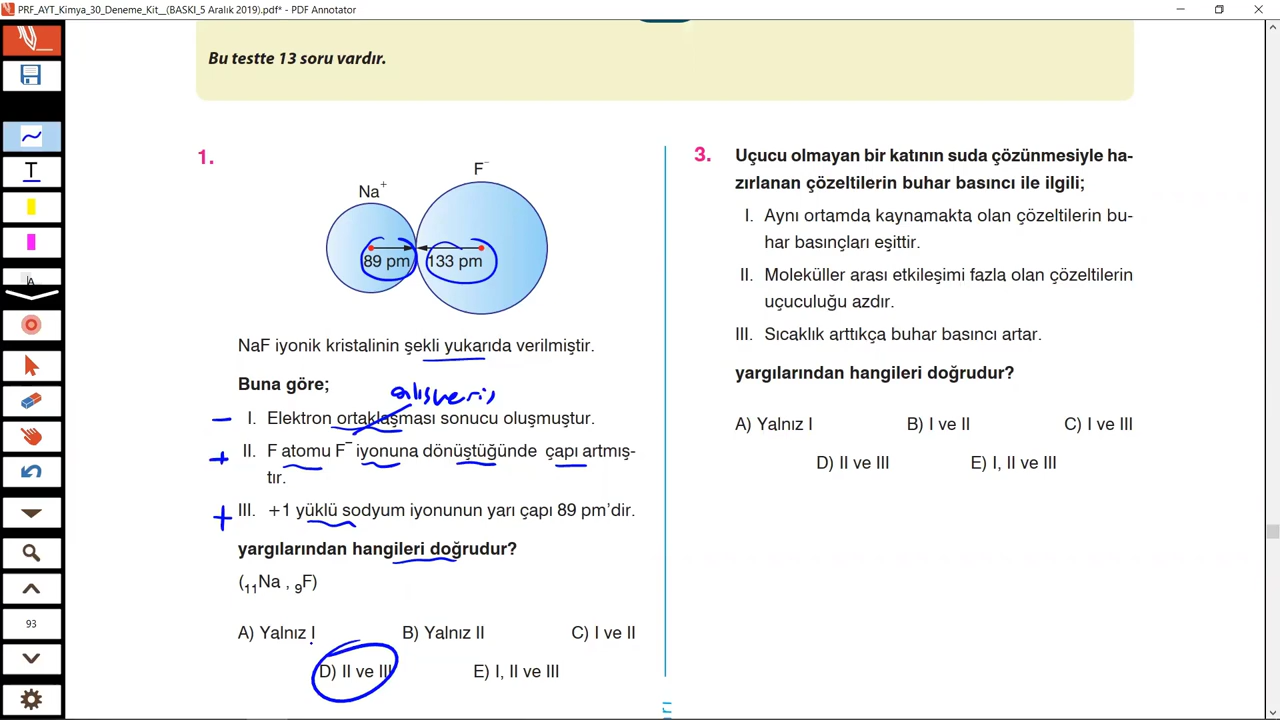 PRF_AYT_Kimya_30_Deneme_Kit__(BASKI_5 Aralık 2019).pdf* - PDF Annotator
Bu testte 13 soru vardır.
1.
Na+
F−
89 pm
133 pm
NaF iyonik kristalinin şekli yukarıda verilmiştir.
Buna göre;
alışveriş
− I. Elektron ortaklaşması sonucu oluşmuştur.
+ II. F atomu F− iyonuna dönüştüğünde çapı artmış-
tır.
+ III. +1 yüklü sodyum iyonunun yarı çapı 89 pm’dir.
yargılarından hangileri doğrudur?
(11Na , 9F)
A) Yalnız I B) Yalnız II C) I ve II
D) II ve III E) I, II ve III
3. Uçucu olmayan bir katının suda çözünmesiyle ha-
zırlanan çözeltilerin buhar basıncı ile ilgili;
I. Aynı ortamda kaynamakta olan çözeltilerin bu-
har basınçları eşittir.
II. Moleküller arası etkileşimi fazla olan çözeltilerin
uçuculuğu azdır.
III. Sıcaklık arttıkça buhar basıncı artar.
yargılarından hangileri doğrudur?
A) Yalnız I B) I ve II C) I ve III
D) II ve III E) I, II ve III
T
A
93